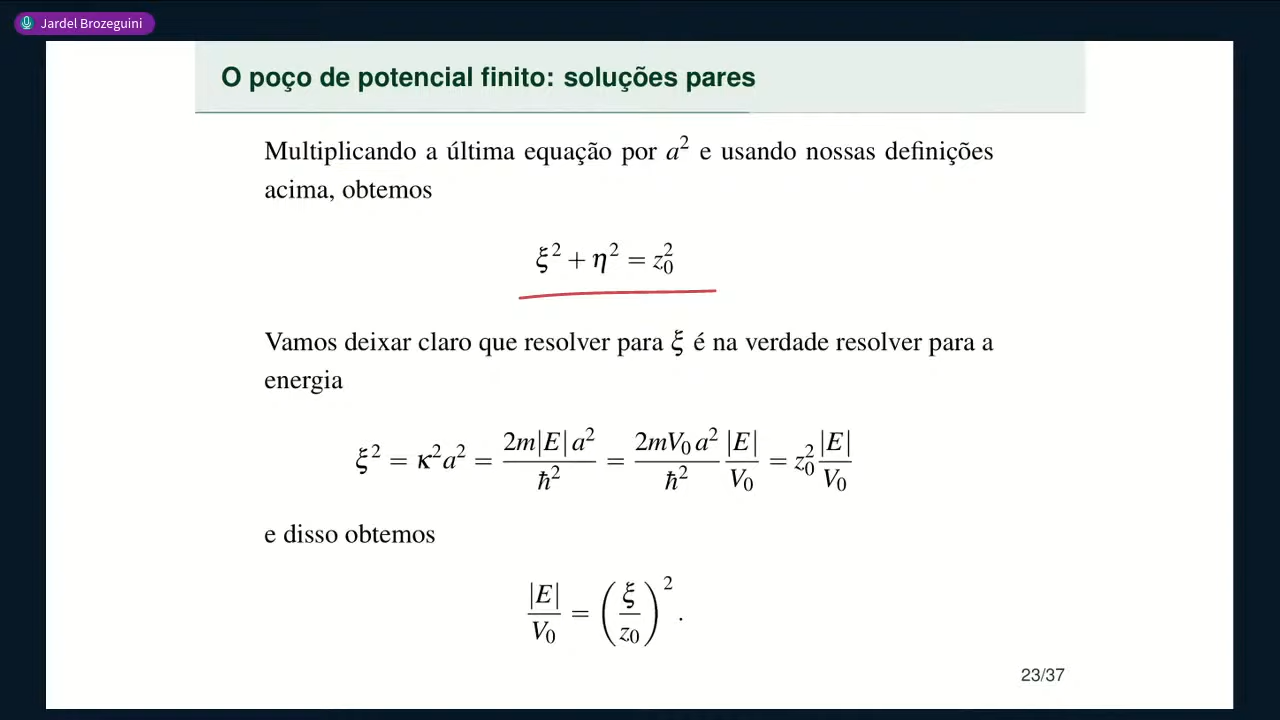 Jardel Brozeguini
O poço de potencial finito: soluções pares
Multiplicando a última equação por a² e usando nossas definições
acima, obtemos
ξ² + η² = z₀²
Vamos deixar claro que resolver para ξ é na verdade resolver para a
energia
ξ² = κ²a² = 2m|E|a²/ħ² = 2mV₀a²/ħ² |E|/V₀ = z₀² |E|/V₀
e disso obtemos
|E|/V₀ = (ξ/z₀)².
23/37